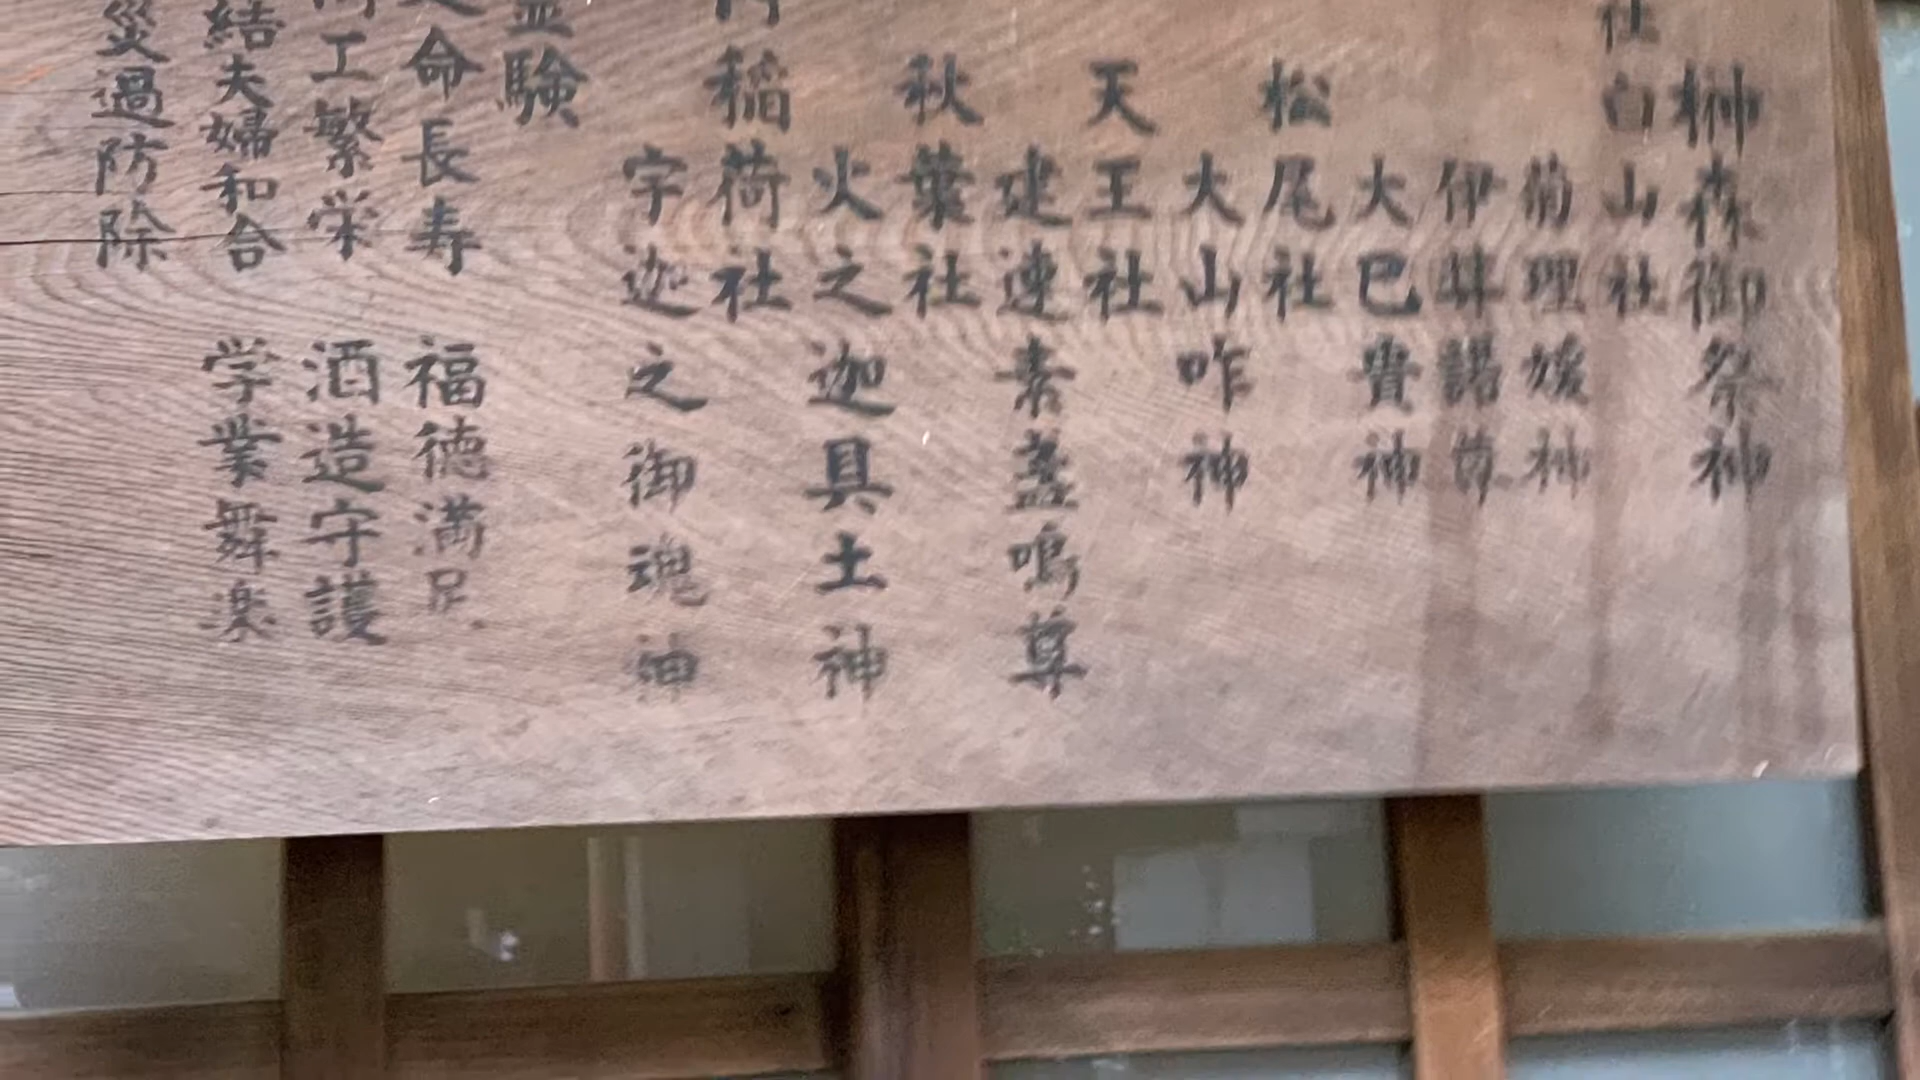 榊森御祭神
社白山社
菊理媛神
伊弉諾尊
大巳貴神
松尾社
大山咋神
天王社
建速素盞嗚尊
秋葉社
火之迦具土神
稲荷社
宇迦之御魂神
験
命長寿 福徳満足
工繁栄 酒造守護
結夫婦和合 学業舞楽
災過防除